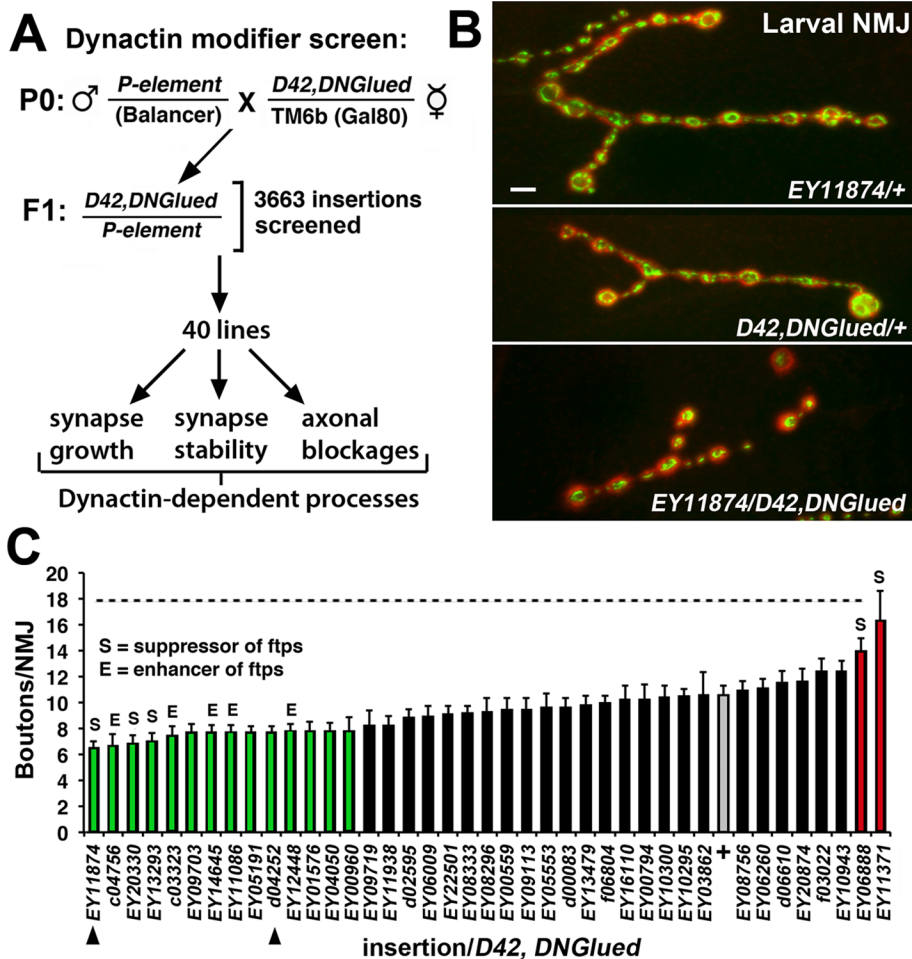 A Dynactin modifier screen:
P0: ♂ P-element X D42,DNGlued ☿
(Balancer) TM6b (Gal80)
F1: D42,DNGlued
P-element
3663 insertions
screened
40 lines
synapse growth
synapse stability
axonal blockages
Dynactin-dependent processes
B Larval NMJ
EY11874/+
D42,DNGlued/+
EY11874/D42,DNGlued
C
Boutons/NMJ
20
18
16
14
12
10
8
6
4
2
0
S = suppressor of ftps
E = enhancer of ftps
S E S S E E E E S S
EY11874
c04756
EY20330
EY13293
c03323
EY09703
EY14645
EY11086
EY05191
d04252
EY12448
EY01576
EY04050
EY00960
EY09719
EY11938
d02595
EY06009
EY22501
EY08333
EY08296
EY00559
EY09113
EY05553
d00083
EY13479
f06804
EY16110
EY00794
EY10300
EY10295
EY03862
+
EY08756
EY06260
d06610
EY20874
f03022
EY10943
EY06888
EY11371
insertion/D42, DNGlued